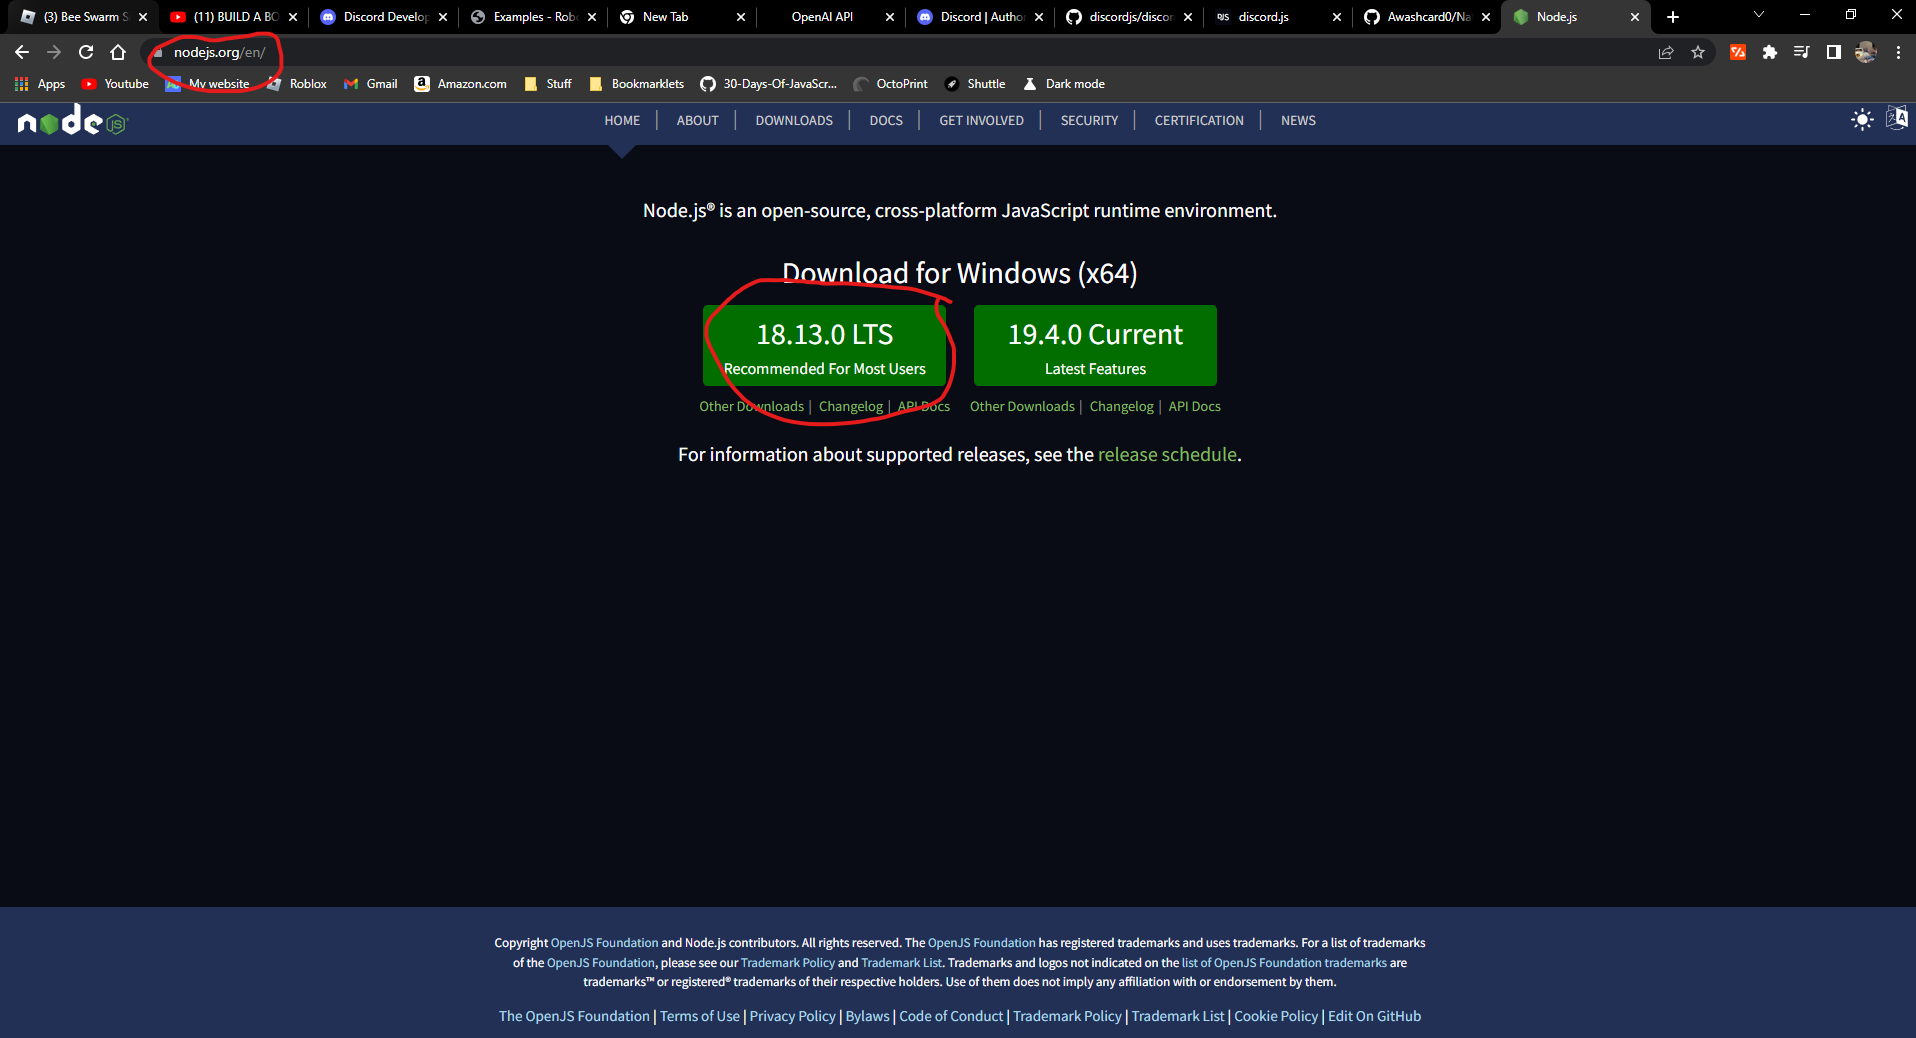 (3) Bee Swarm S
(11) BUILD A BO
Discord Develop
Examples - Rob
New Tab
OpenAI API
Discord | Autho
discordjs/discor
DJS discord.js
Awashcard0/Na
Node.js
nodejs.org/en/
Apps
Youtube
My website
Roblox
Gmail
Amazon.com
Stuff
Bookmarklets
30-Days-Of-JavaScr...
OctoPrint
Shuttle
Dark mode
node JS
HOME | ABOUT | DOWNLOADS | DOCS | GET INVOLVED | SECURITY | CERTIFICATION | NEWS
Node.js® is an open-source, cross-platform JavaScript runtime environment.
Download for Windows (x64)
18.13.0 LTS
Recommended For Most Users
19.4.0 Current
Latest Features
Other Downloads | Changelog | API Docs
Other Downloads | Changelog | API Docs
For information about supported releases, see the release schedule.
Copyright OpenJS Foundation and Node.js contributors. All rights reserved. The OpenJS Foundation has registered trademarks and uses trademarks. For a list of trademarks
of the OpenJS Foundation, please see our Trademark Policy and Trademark List. Trademarks and logos not indicated on the list of OpenJS Foundation trademarks are
trademarks™ or registered® trademarks of their respective holders. Use of them does not imply any affiliation with or endorsement by them.
The OpenJS Foundation | Terms of Use | Privacy Policy | Bylaws | Code of Conduct | Trademark Policy | Trademark List | Cookie Policy | Edit On GitHub